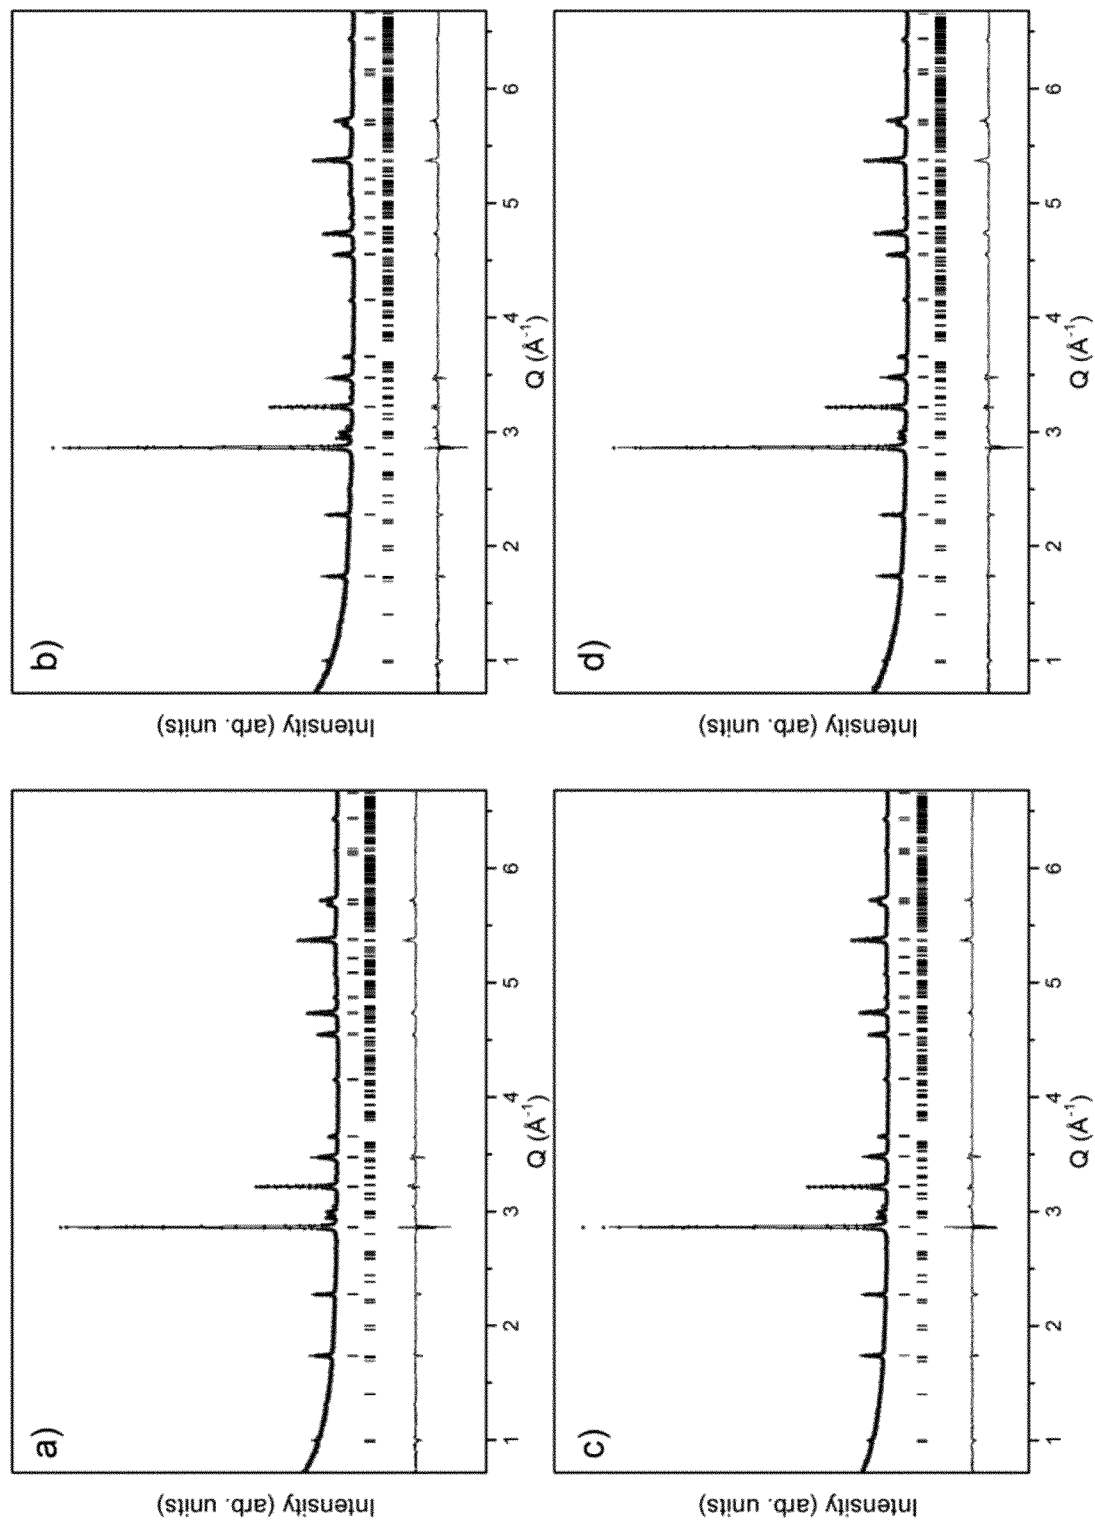 a)
Intensity (arb. units)
1 2 3 4 5 6
Q (Å⁻¹)
b)
Intensity (arb. units)
1 2 3 4 5 6
Q (Å⁻¹)
c)
Intensity (arb. units)
1 2 3 4 5 6
Q (Å⁻¹)
d)
Intensity (arb. units)
1 2 3 4 5 6
Q (Å⁻¹)